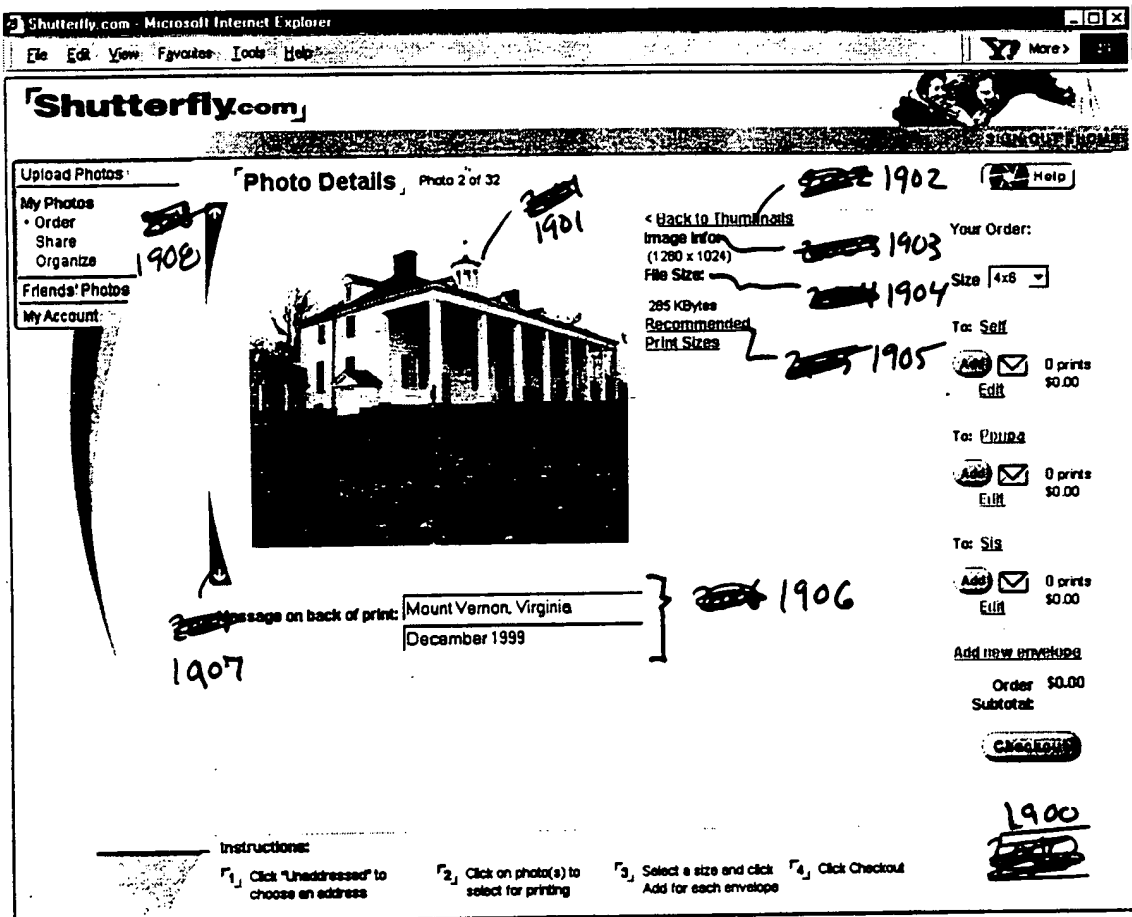 Shutterfly.com - Microsoft Internet Explorer
File Edit View Favorites Tools Help
More >
Shutterfly.com
SIGN OUT
Upload Photos
My Photos
• Order
Share
Organize
Friends' Photos
My Account
1908
Photo Details Photo 2 of 32
1901
1902
Help
< Back to Thumbnails
Image Info:
(1280 x 1024)
1903
File Size:
1904
285 KBytes
Recommended
Print Sizes
1905
Your Order:
Size 4x6
To: Self
Add 0 prints
$0.00
Edit
To:
Add 0 prints
$0.00
Edit
To: Sis
Add 0 prints
$0.00
Edit
Add new envelope
Order $0.00
Subtotal:
Checkout
Message on back of print: Mount Vernon, Virginia
December 1999
1906
1907
1900
Instructions:
1 Click "Unaddressed" to
choose an address
2 Click on photo(s) to
select for printing
3 Select a size and click
Add for each envelope
4 Click Checkout